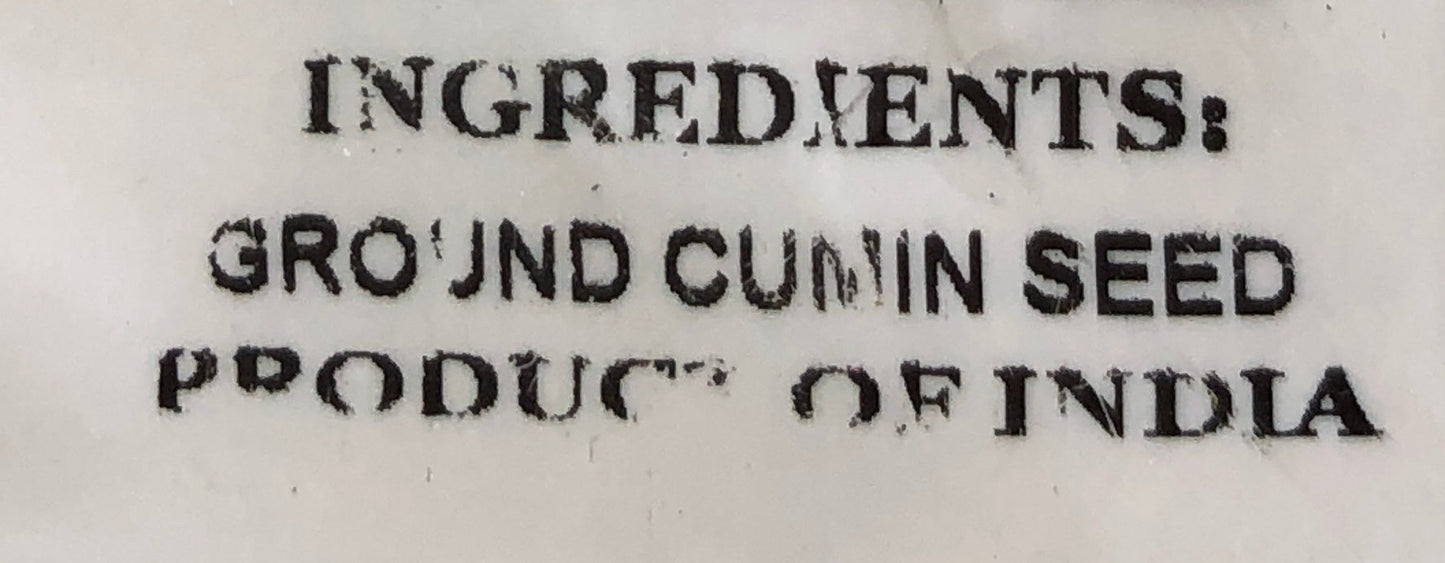 INGREDIENTS:
GROUND CUMIN SEED
PRODUCT OF INDIA